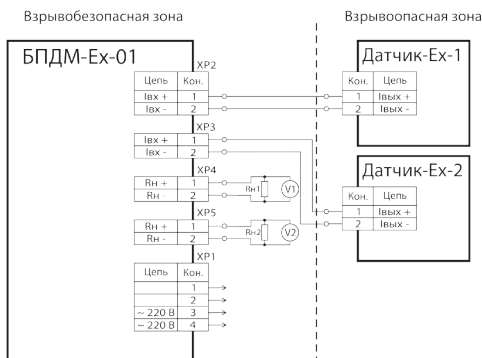 Взрывобезопасная зона
Взрывоопасная зона
БПДМ-Ex-01
XP2
Цепь Кон.
Iвх + 1
Iвх - 2
XP3
Iвх + 1
Iвх - 2
XP4
Rн + 1
Rн - 2
Rн1 V1
XP5
Rн + 1
Rн - 2
Rн2 V2
XP1
Цепь Кон.
1
2
~ 220 В 3
~ 220 В 4
Датчик-Ex-1
Кон. Цепь
1 Iвых +
2 Iвых -
Датчик-Ex-2
Кон. Цепь
1 Iвых +
2 Iвых -